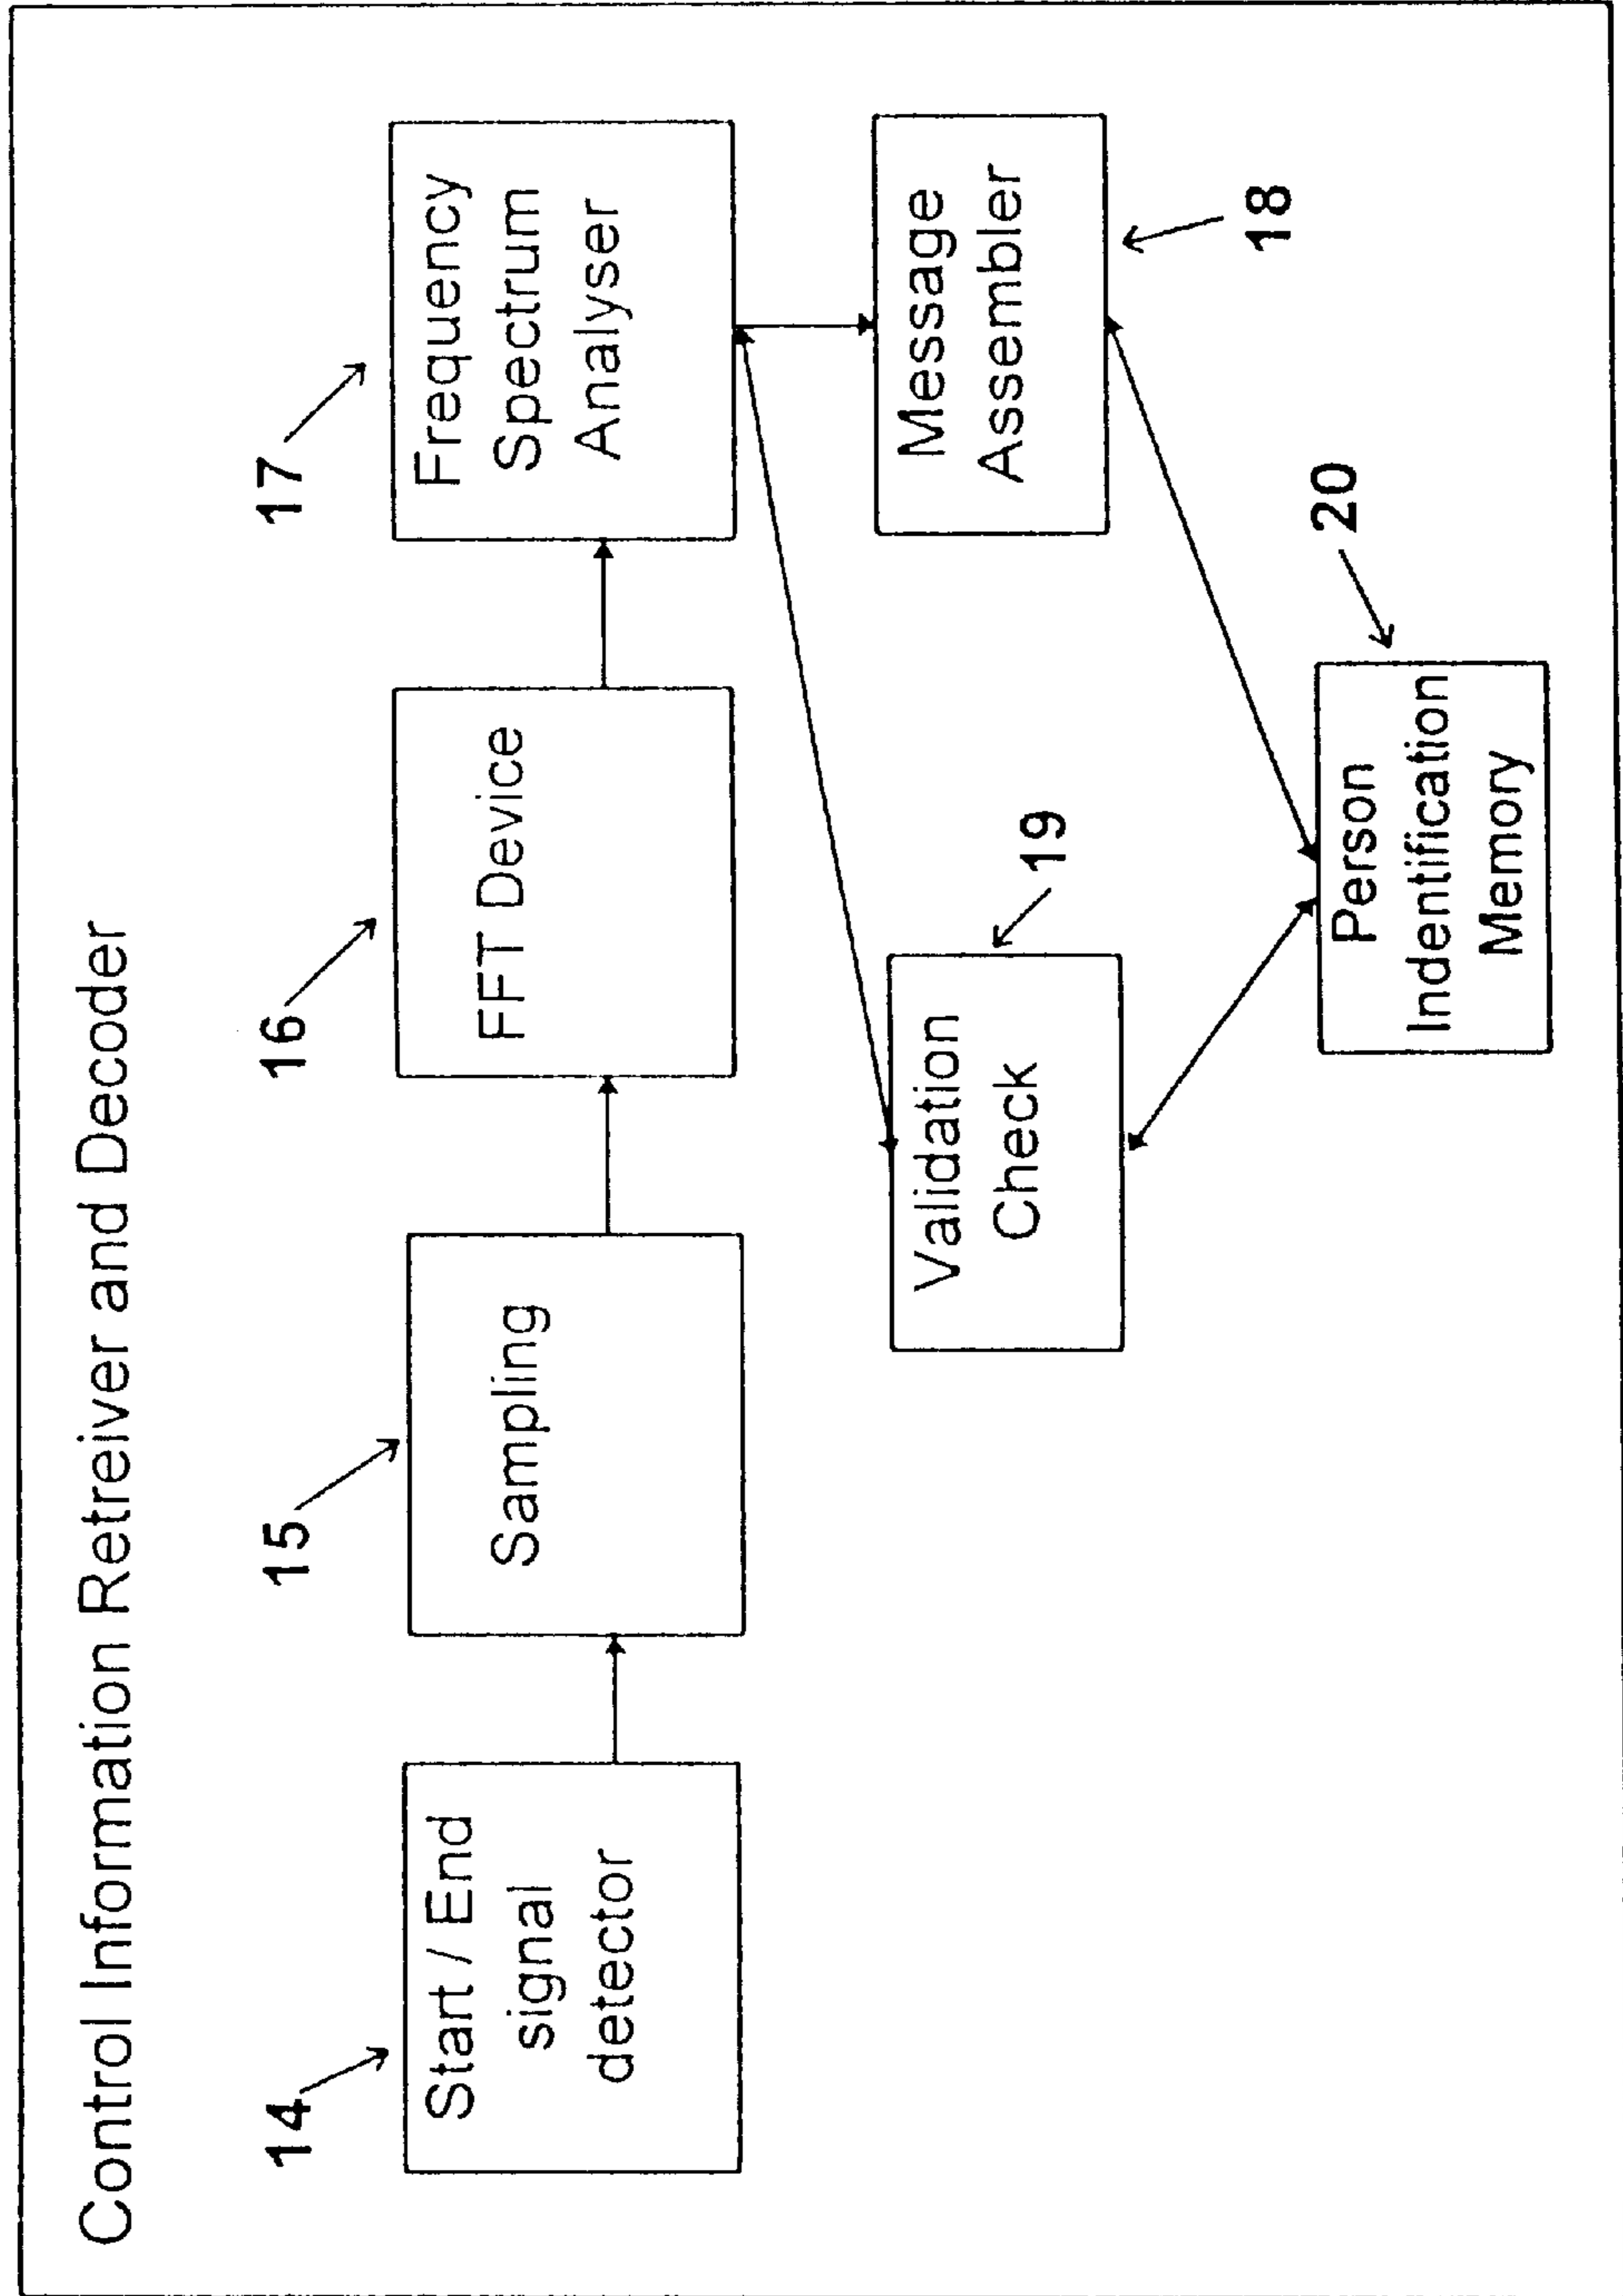 Control Information Retreiver and Decoder
14
15
16
17
Start / End
signal
detector
Sampling
FFT Device
Frequency
Spectrum
Analyser
Validation
Check
19
Message
Assembler
18
Person
Indentification
Memory
20